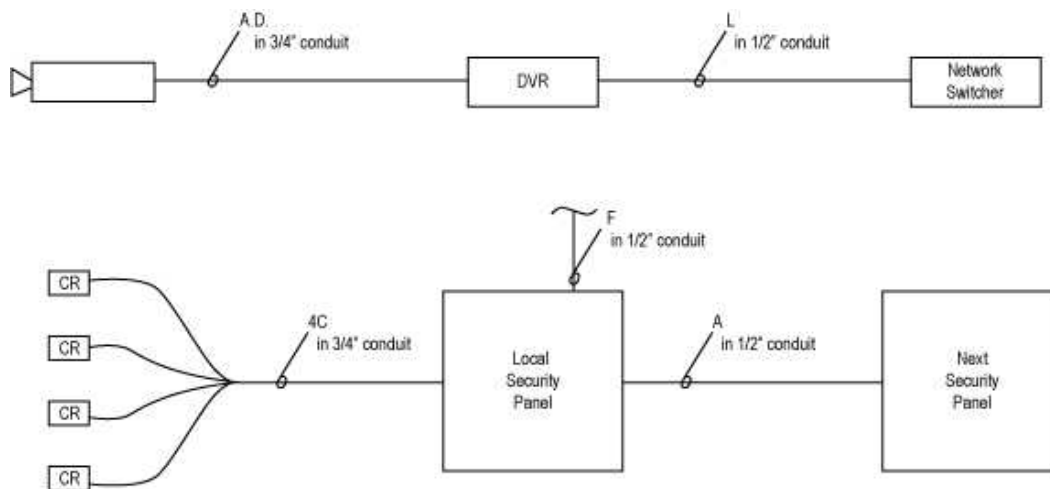 A.D.
in 3/4" conduit
L
in 1/2" conduit
DVR
Network
Switcher
F
in 1/2" conduit
CR
CR
CR
CR
4C
in 3/4" conduit
Local
Security
Panel
A
in 1/2" conduit
Next
Security
Panel